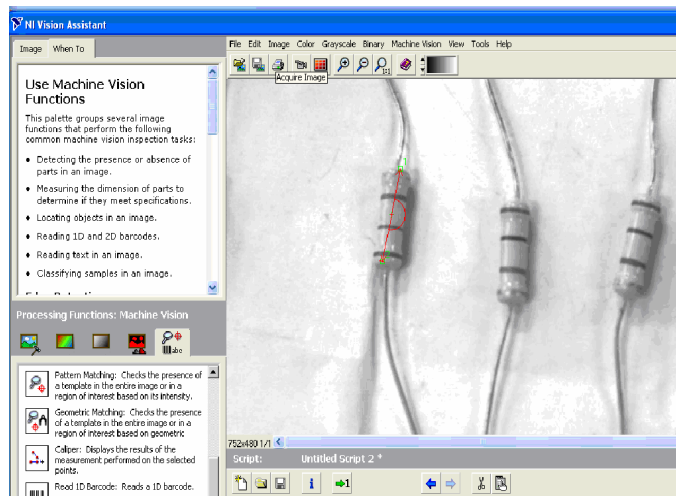 NI Vision Assistant
Image When To
File Edit Image Color Grayscale Binary Machine Vision View Tools Help
1:1
Acquire Image
Use Machine Vision
Functions
This palette groups several image
functions that perform the following
common machine vision inspection tasks:
• Detecting the presence or absence of
parts in an image.
• Measuring the dimension of parts to
determine if they meet specifications.
• Locating objects in an image.
• Reading 1D and 2D barcodes.
• Reading text in an image.
• Classifying samples in an image.
Processing Functions: Machine Vision
abc
Pattern Matching: Checks the presence of
a template in the entire image or in a
region of interest based on its intensity.
Geometric Matching: Checks the presence
of a template in the entire image or in a
region of interest based on geometric
Caliper: Displays the results of the
measurement performed on the selected
points.
Read 1D Barcode: Reads a 1D barcode.
752x480 1/1
Script: Untitled Script 2 *
1